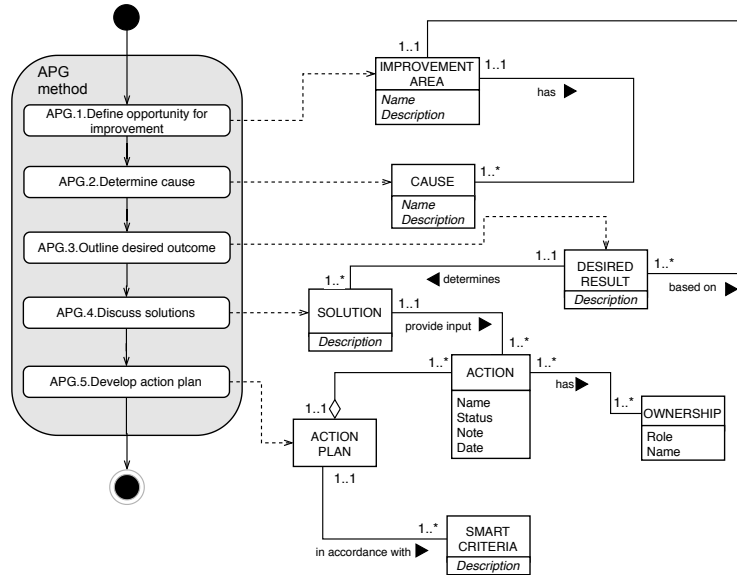 APG
method
APG.1.Define opportunity for
improvement
APG.2.Determine cause
APG.3.Outline desired outcome
APG.4.Discuss solutions
APG.5.Develop action plan
1..1
IMPROVEMENT
AREA
Name
Description
1..1
has
1..*
CAUSE
Name
Description
DESIRED
RESULT
Description
1..1
determines
1..*
1..*
based on
SOLUTION
Description
1..1
provide input
1..*
ACTION
Name
Status
Note
Date
1..*
1..1
ACTION
PLAN
1..*
has
1..*
OWNERSHIP
Role
Name
1..1
in accordance with
1..*
SMART
CRITERIA
Description